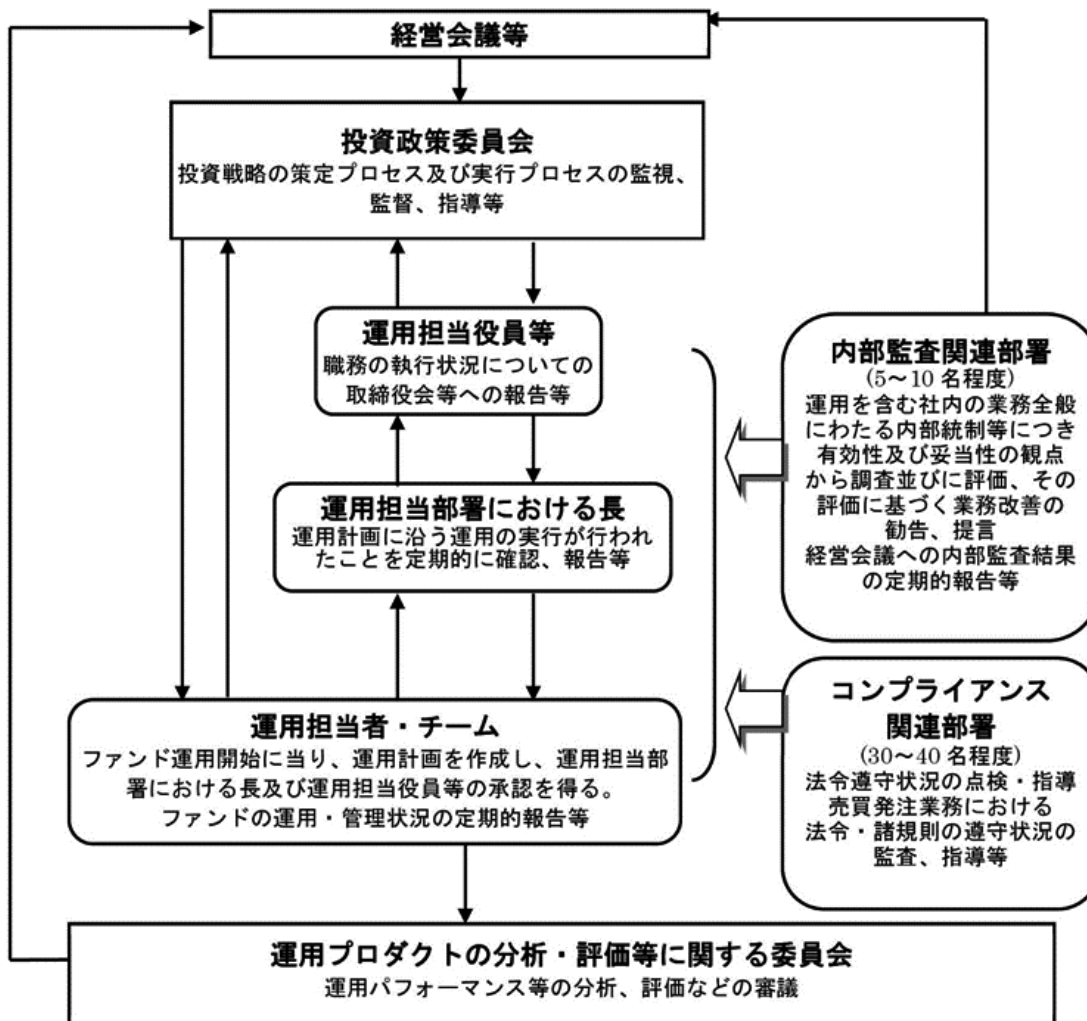 経営会議等
投資政策委員会
投資戦略の策定プロセス及び実行プロセスの監視、
監督、指導等
運用担当役員等
職務の執行状況についての
取締役会等への報告等
運用担当部署における長
運用計画に沿う運用の実行が行われ
たことを定期的に確認、報告等
運用担当者・チーム
ファンド運用開始に当り、運用計画を作成し、運用担当部
署における長及び運用担当役員等の承認を得る。
ファンドの運用・管理状況の定期的報告等
内部監査関連部署
(5～10 名程度)
運用を含む社内の業務全般
にわたる内部統制等につき
有効性及び妥当性の観点
から調査並びに評価、その
評価に基づく業務改善の
勧告、提言
経営会議への内部監査結果
の定期的報告等
コンプライアンス
関連部署
(30～40 名程度)
法令遵守状況の点検・指導
売買発注業務における
法令・諸規則の遵守状況の
監査、指導等
運用プロダクトの分析・評価等に関する委員会
運用パフォーマンス等の分析、評価などの審議